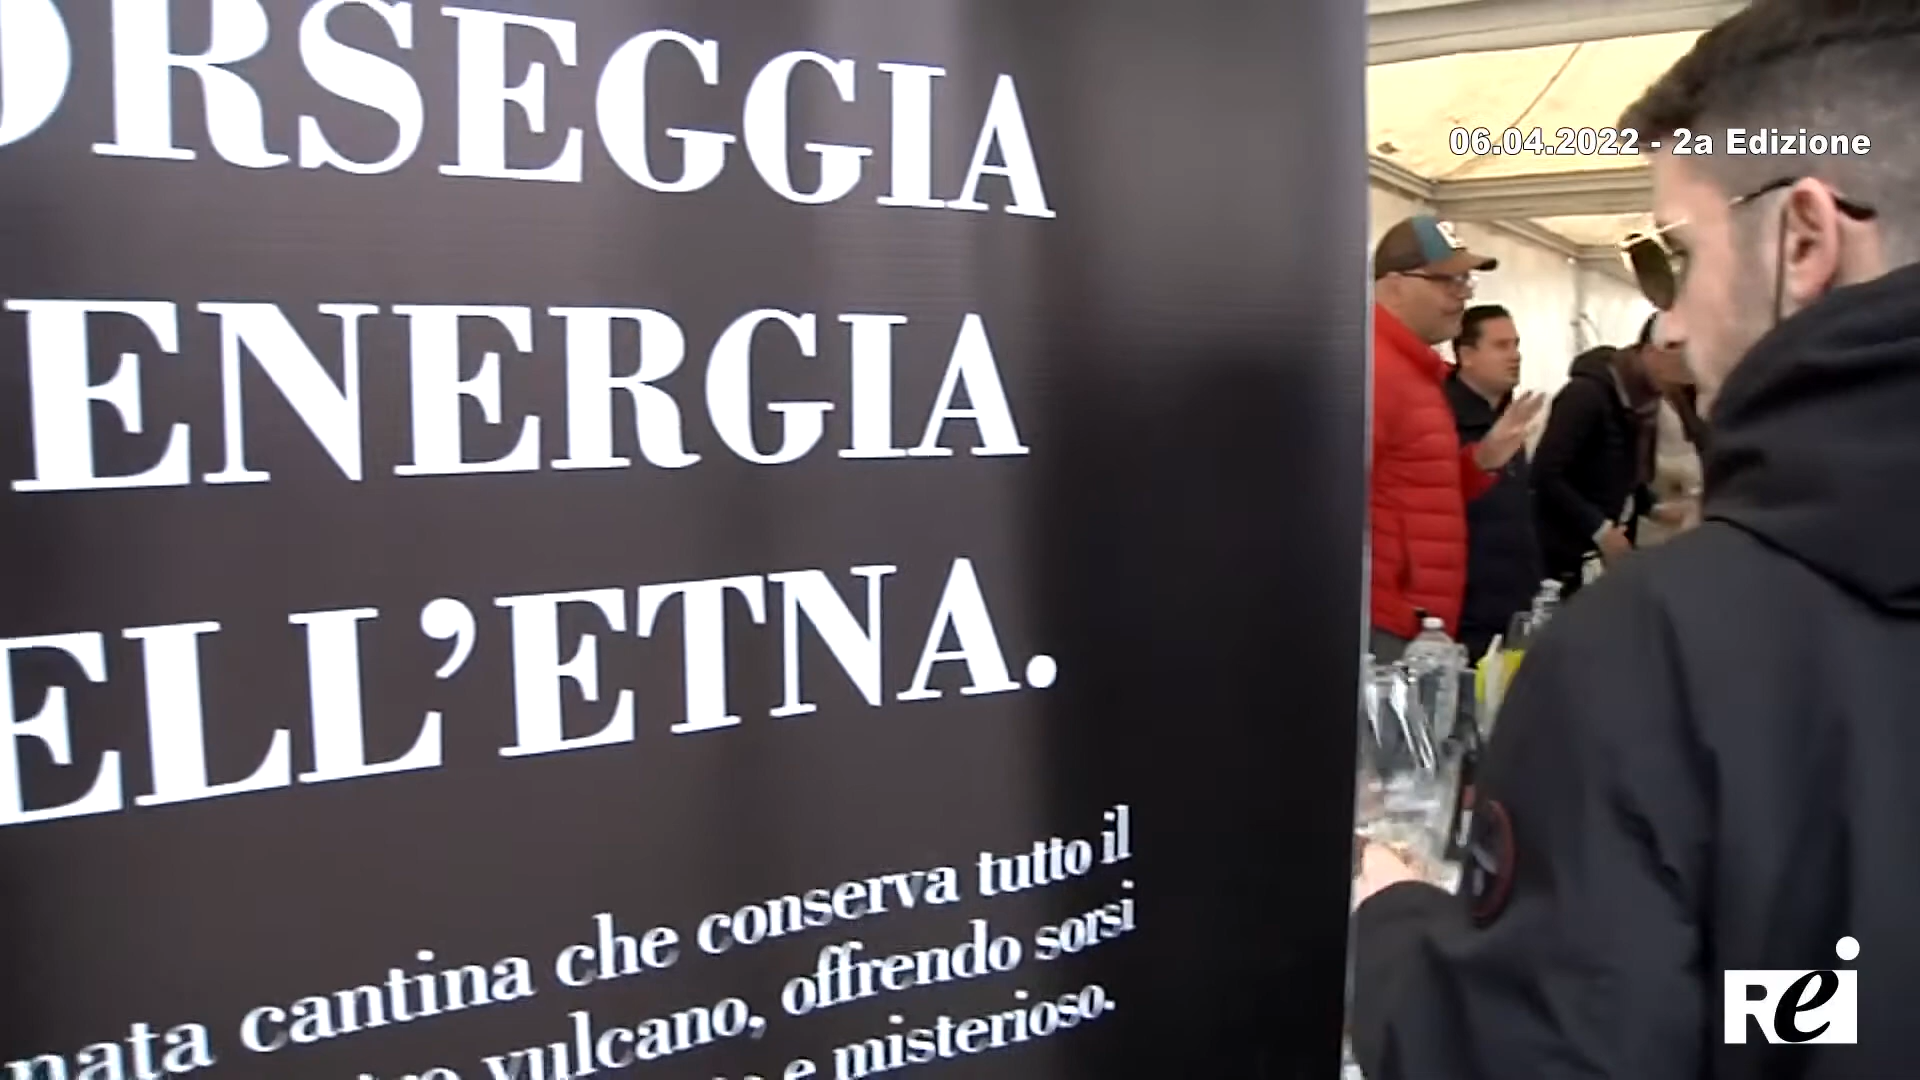 ORSEGGIA
ENERGIA
ELL'ETNA.
nata cantina che conserva tutto il
vulcano, offrendo sorsi
e misterioso.
06.04.2022 - 2a Edizione
Rei